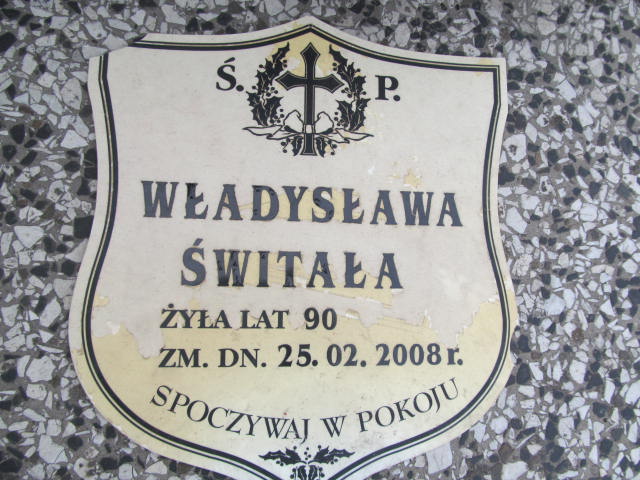 Ś. P.
WŁADYSŁAWA
ŚWITAŁA
ŻYŁA LAT 90
ZM. DN. 25. 02. 2008 r.
SPOCZYWAJ W POKOJU